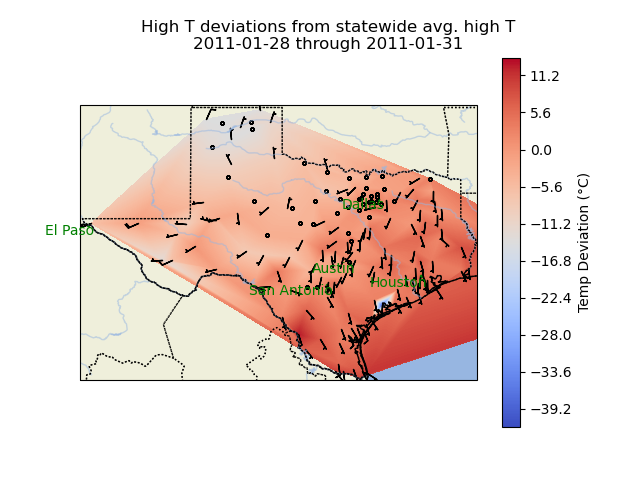 High T deviations from statewide avg. high T
2011-01-28 through 2011-01-31
11.2
5.6
0.0
−5.6
−11.2
−16.8
−22.4
−28.0
−33.6
−39.2
Temp Deviation (°C)
Dallas
El Paso
Austin
Houston
San Antonio